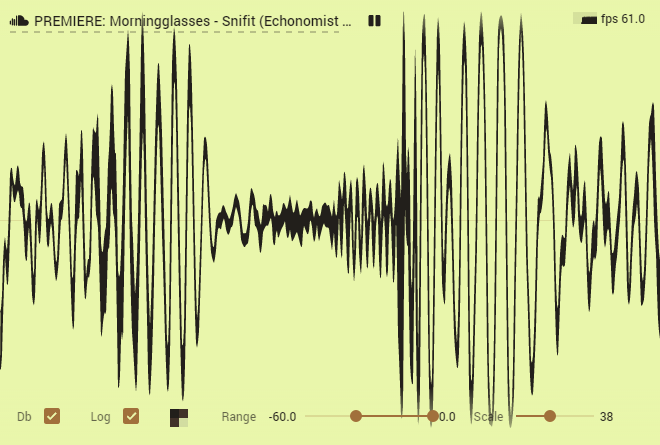 PREMIERE: Morningglasses - Snifit (Echonomist ...
fps 61.0
Db Log Range -60.0 0.0 Scale 38